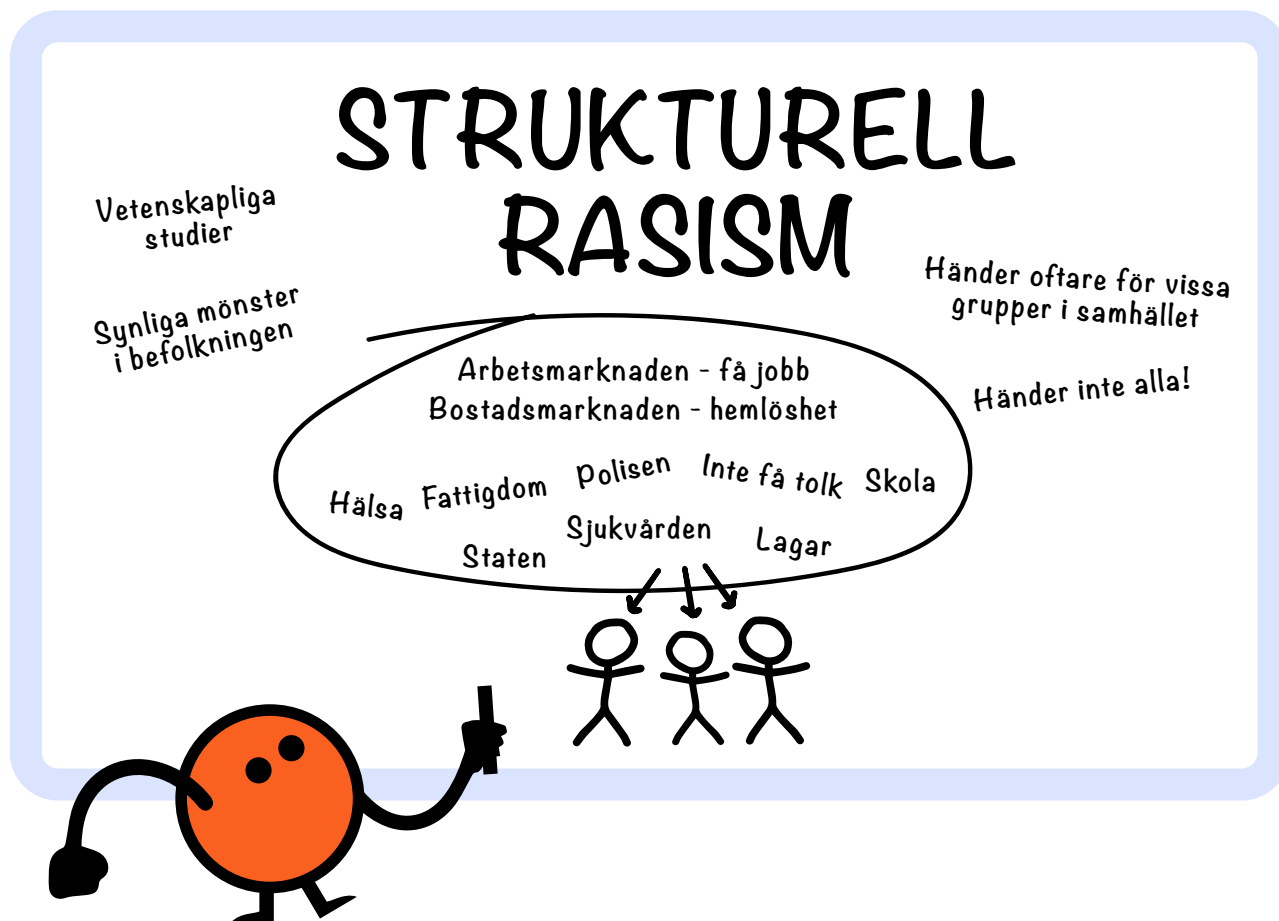 STRUKTURELL
RASISM
Vetenskapliga
studier
Synliga mönster
i befolkningen
Händer oftare för vissa
grupper i samhället
Händer inte alla!
Arbetsmarknaden - få jobb
Bostadsmarknaden - hemlöshet
Hälsa
Fattigdom
Polisen
Inte få tolk
Skola
Staten
Sjukvården
Lagar